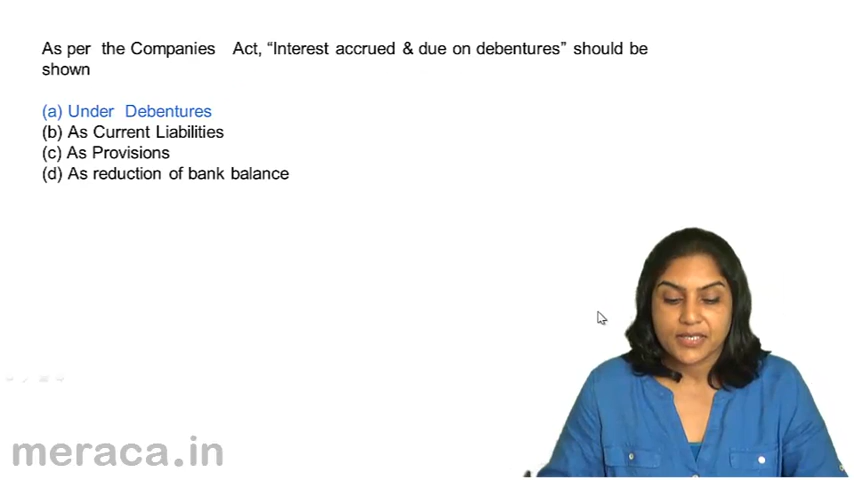 As per the Companies Act, “Interest accrued & due on debentures” should be
shown
(a) Under Debentures
(b) As Current Liabilities
(c) As Provisions
(d) As reduction of bank balance
meraca.in